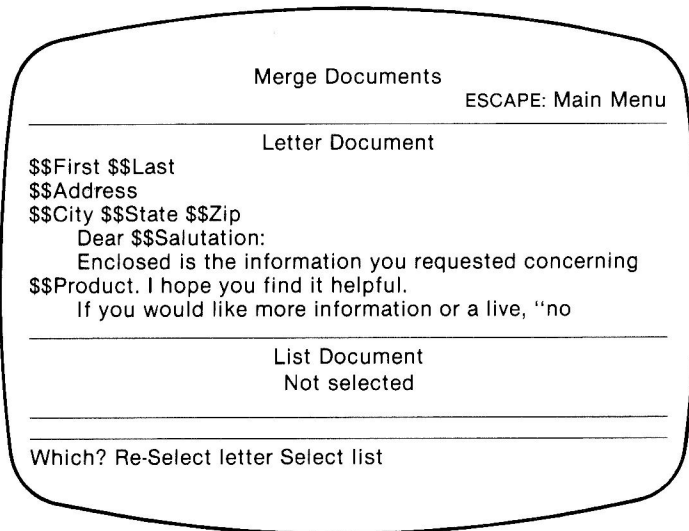 Merge Documents
ESCAPE: Main Menu
Letter Document
$$First $$Last
$$Address
$$City $$State $$Zip
Dear $$Salutation:
Enclosed is the information you requested concerning
$$Product. I hope you find it helpful.
If you would like more information or a live, “no
List Document
Not selected
Which? Re-Select letter Select list